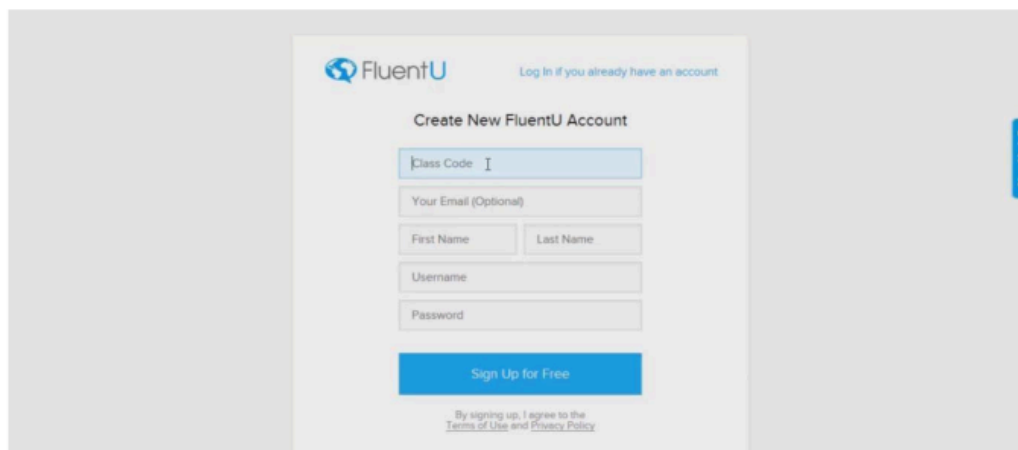 FluentU
Log In if you already have an account
Create New FluentU Account
Class Code
Your Email (Optional)
First Name Last Name
Username
Password
Sign Up for Free
By signing up, I agree to the
Terms of Use and Privacy Policy